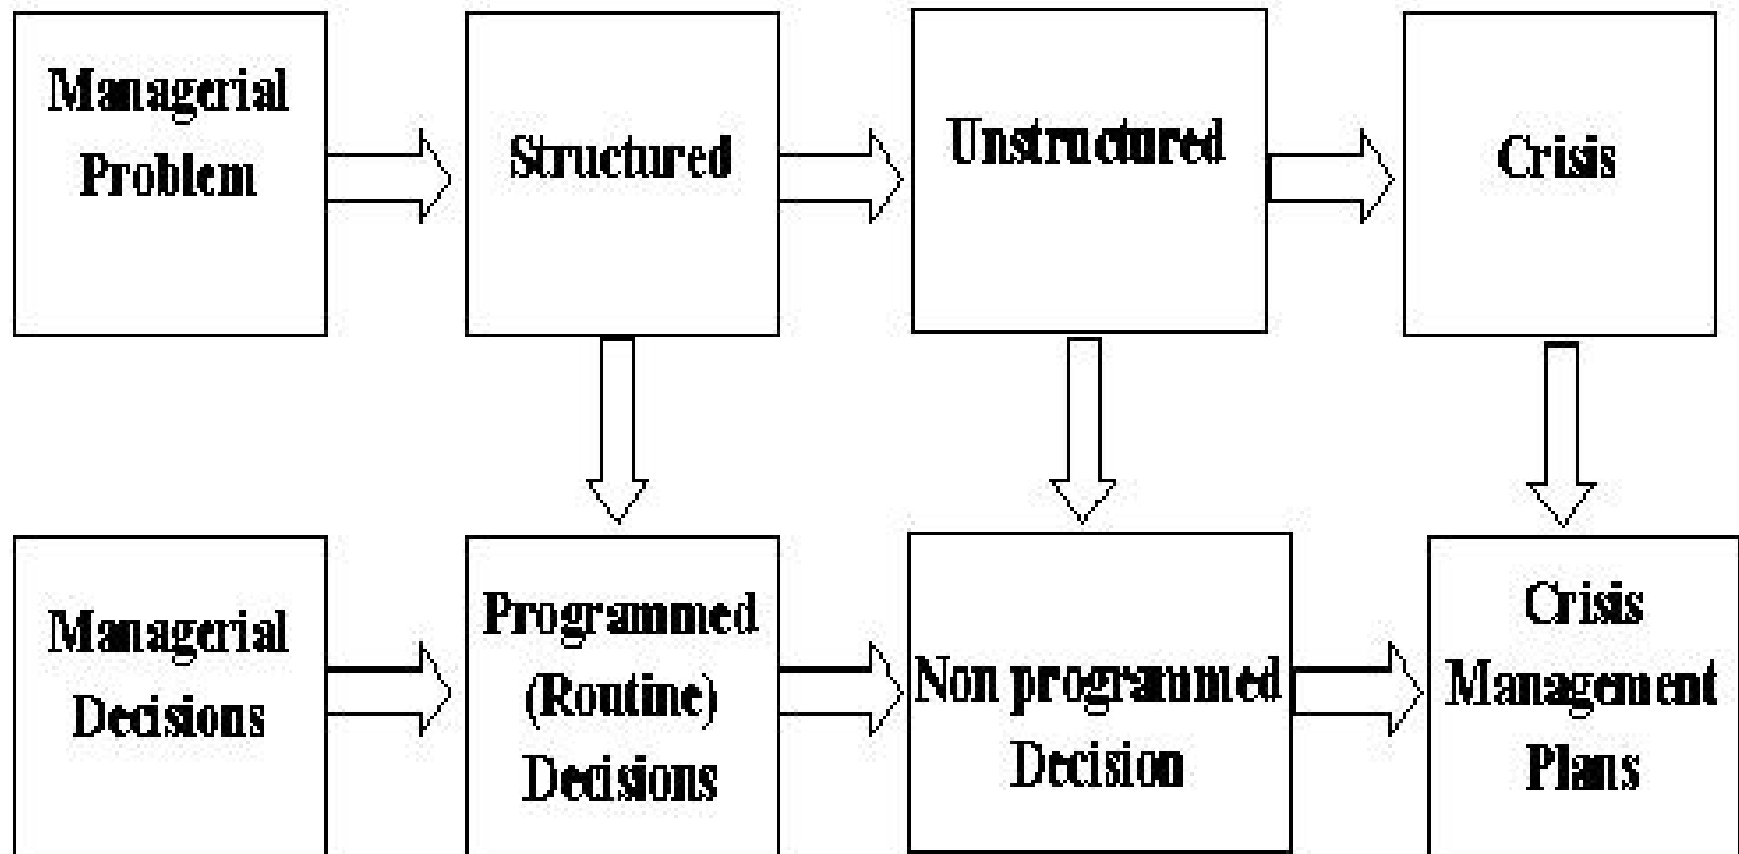 Managerial
Problem
Structured
Unstructured
Crisis
Managerial
Decisions
Programmed
(Routine)
Decisions
Non programmed
Decision
Crisis
Management
Plans